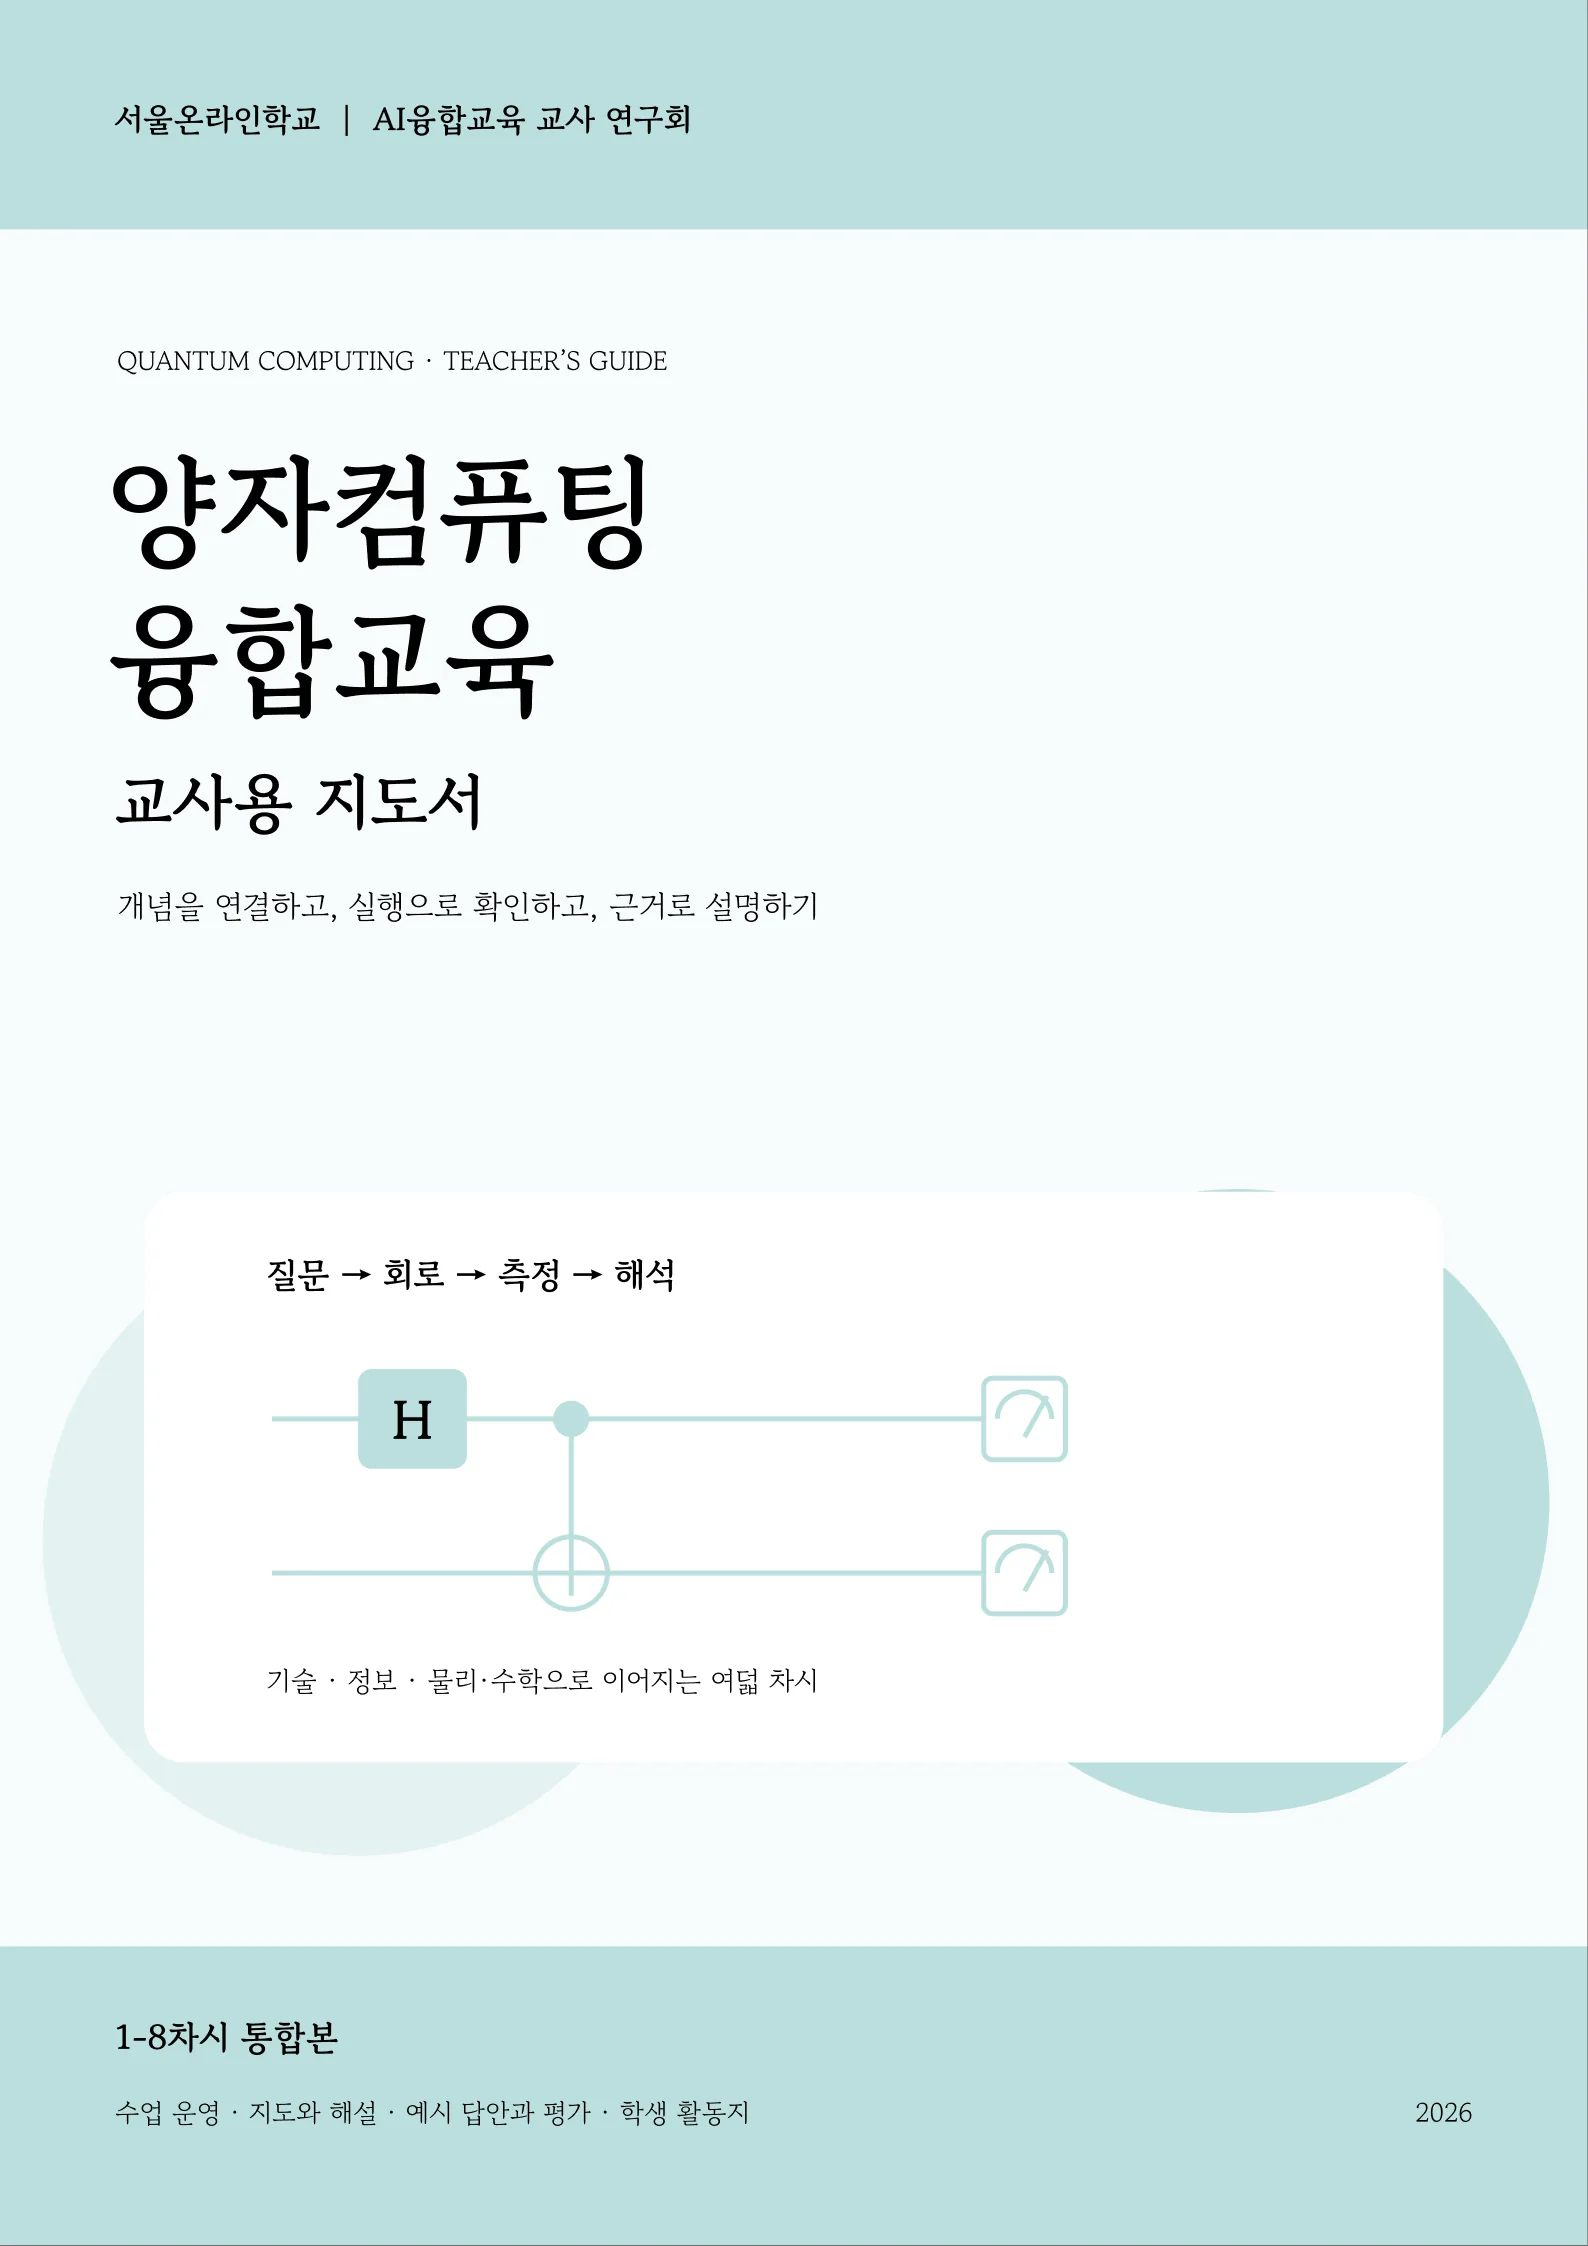 서울온라인학교 | AI융합교육 교사 연구회
QUANTUM COMPUTING · TEACHER’S GUIDE
양자컴퓨팅
융합교육
교사용 지도서
개념을 연결하고, 실행으로 확인하고, 근거로 설명하기
질문 → 회로 → 측정 → 해석
H
기술 · 정보 · 물리·수학으로 이어지는 여덟 차시
1-8차시 통합본
수업 운영 · 지도와 해설 · 예시 답안과 평가 · 학생 활동지
2026